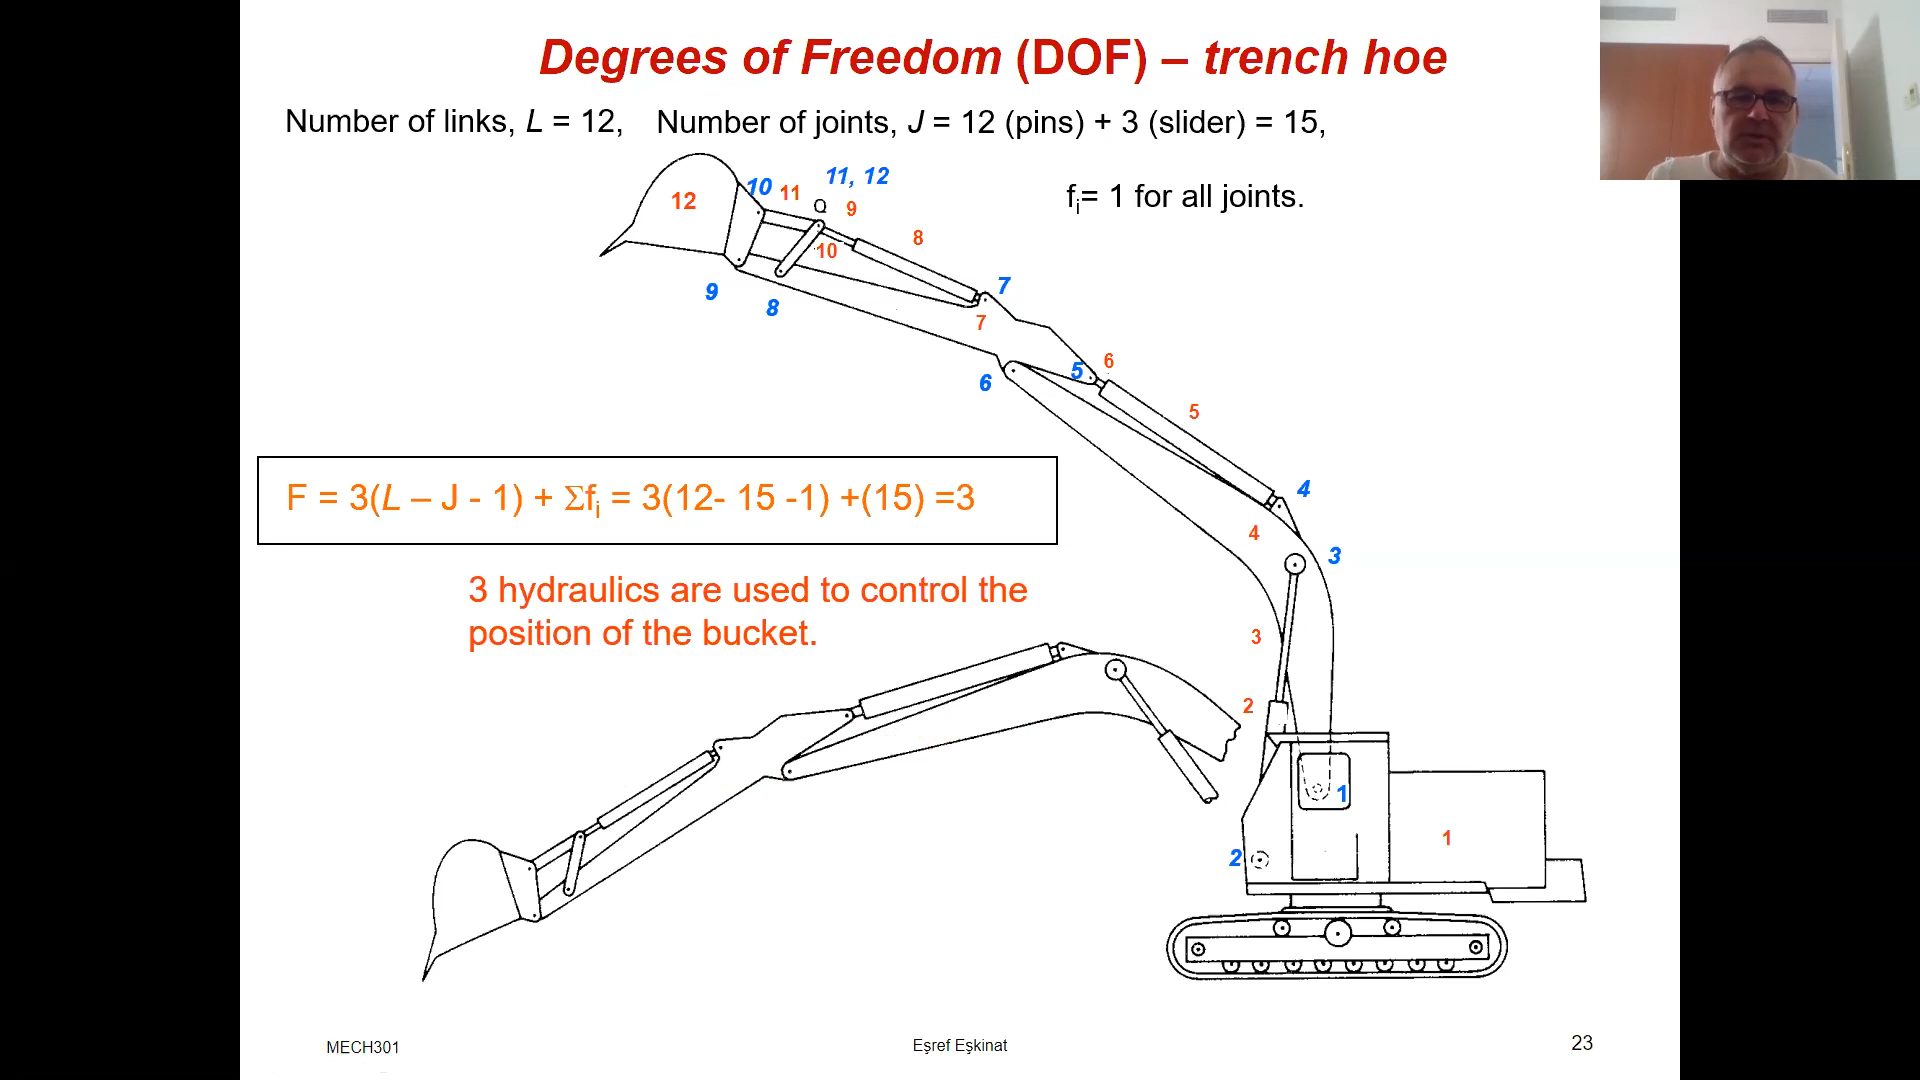 Degrees of Freedom (DOF) – trench hoe
Number of links, L = 12, Number of joints, J = 12 (pins) + 3 (slider) = 15,
fi= 1 for all joints.
11, 12
10 11
12
Q 9
8
10
7
9
8
7
6
5
6
5
4
4
3
3
2
1
1
2
F = 3(L – J - 1) + Σfi = 3(12- 15 -1) +(15) =3
3 hydraulics are used to control the
position of the bucket.
MECH301 Eşref Eşkinat 23